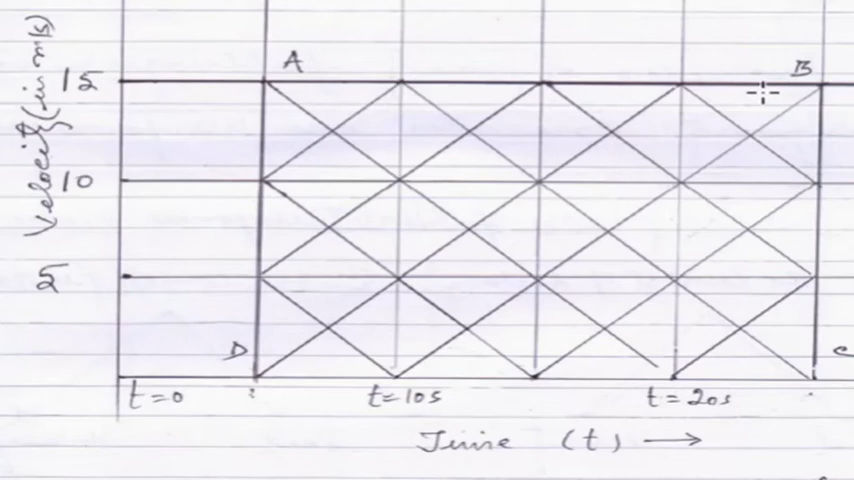 Velocity (in m/s)
A
B
15
10
5
D
C
t=0
t=10s
t=20s
Time (t) →